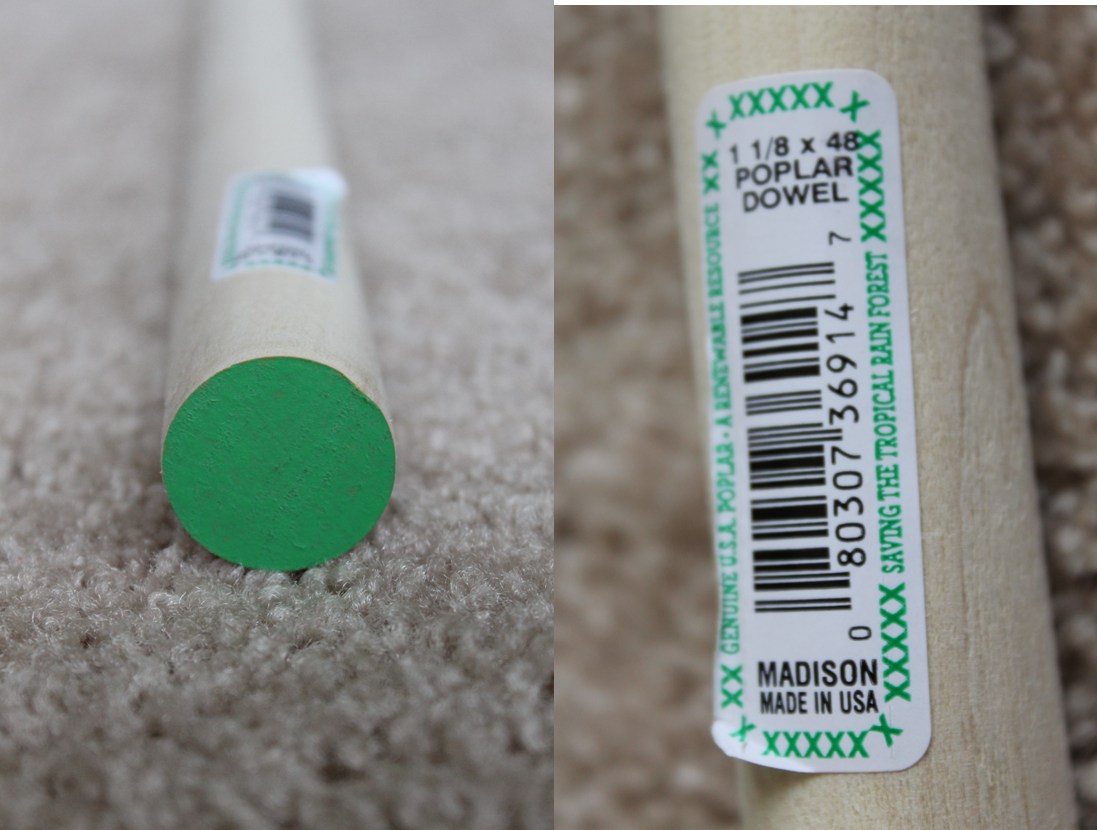 XXXXX
1 1/8 x 48
POPLAR
DOWEL
XX GENUINE U.S.A. POPLAR - A RENEWABLE RESOURCE XX
XXXXX SAVING THE TROPICAL RAIN FOREST XXXXX
0 80307 36914 7
MADISON
MADE IN USA
XXXXX